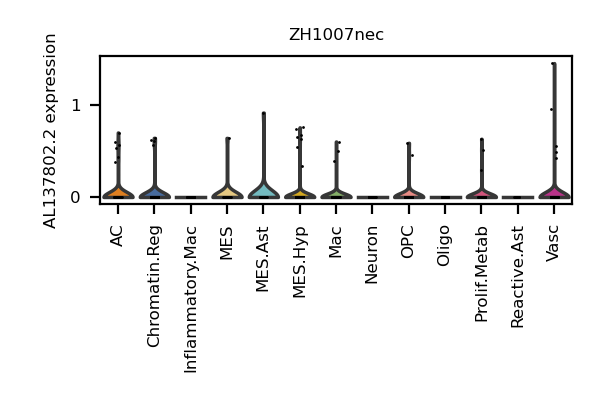 ZH1007nec
AL137802.2 expression
1
0
AC
Chromatin.Reg
Inflammatory.Mac
MES
MES.Ast
MES.Hyp
Mac
Neuron
OPC
Oligo
Prolif.Metab
Reactive.Ast
Vasc